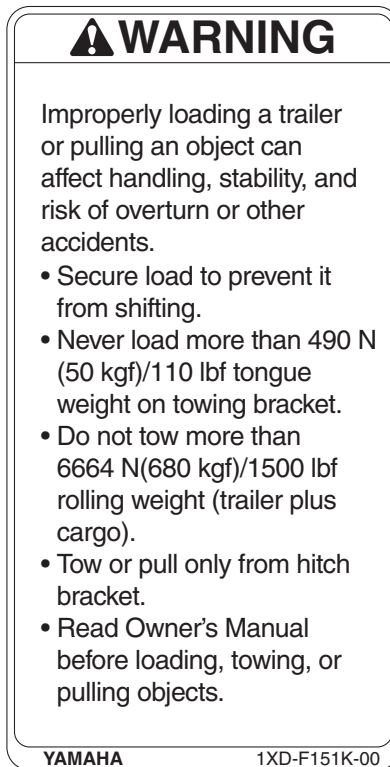 WARNING
Improperly loading a trailer
or pulling an object can
affect handling, stability, and
risk of overturn or other
accidents.
• Secure load to prevent it
from shifting.
• Never load more than 490 N
(50 kgf)/110 lbf tongue
weight on towing bracket.
• Do not tow more than
6664 N(680 kgf)/1500 lbf
rolling weight (trailer plus
cargo).
• Tow or pull only from hitch
bracket.
• Read Owner's Manual
before loading, towing, or
pulling objects.
YAMAHA 1XD-F151K-00